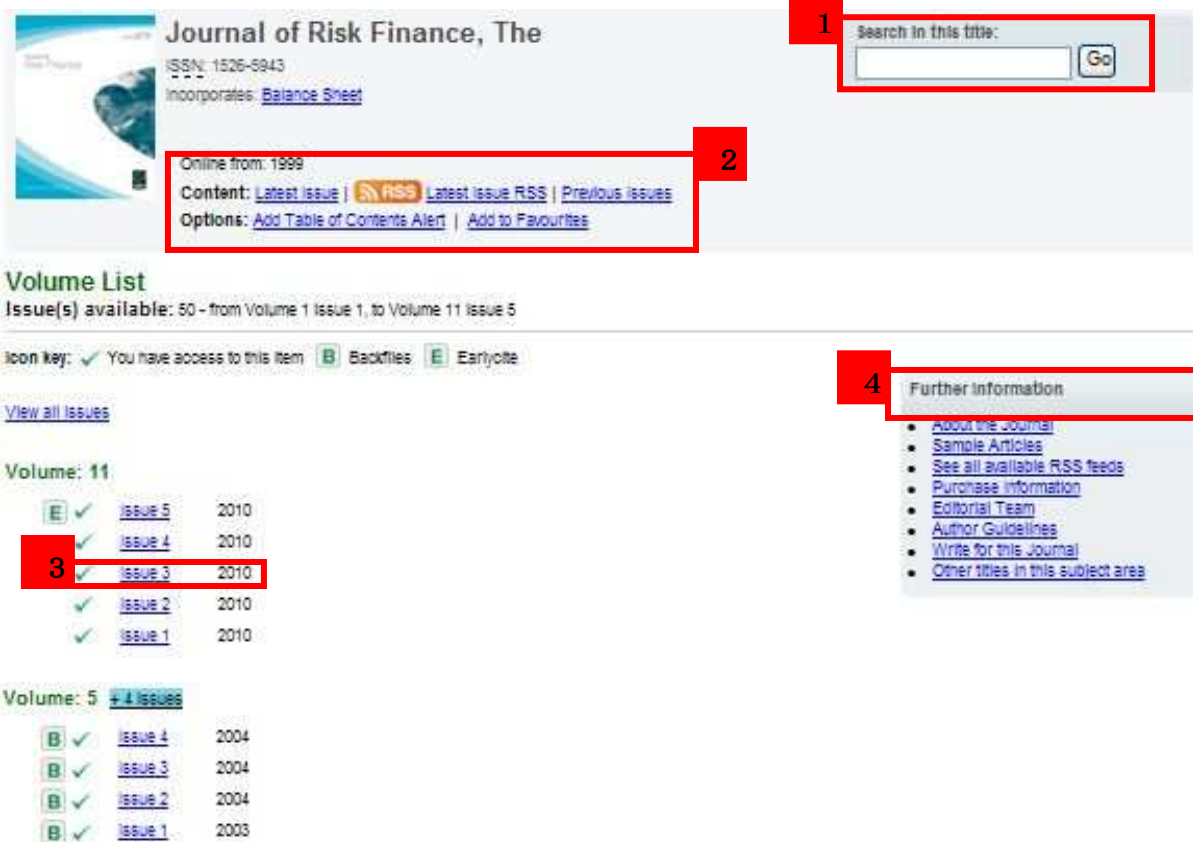 Journal of Risk Finance, The
ISSN: 1526-5943
Incorporates: Balance Sheet
1
Search in this title:
Go
2
Online from: 1999
Content: Latest Issue | RSS Latest Issue RSS | Previous Issues
Options: Add Table of Contents Alert | Add to Favourites
Volume List
Issue(s) available: 50 - from Volume 1 Issue 1, to Volume 11 Issue 5
Icon key: ✓ You have access to this item B Backfiles E Earlycite
View all Issues
4
Further Information
About the Journal
Sample Articles
See all available RSS feeds
Purchase Information
Editorial Team
Author Guidelines
Write for this Journal
Other titles in this subject area
Volume: 11
E ✓ Issue 5 2010
✓ Issue 4 2010
3 ✓ Issue 3 2010
✓ Issue 2 2010
✓ Issue 1 2010
Volume: 5 + 4 Issues
B ✓ Issue 4 2004
B ✓ Issue 3 2004
B ✓ Issue 2 2004
B ✓ Issue 1 2003